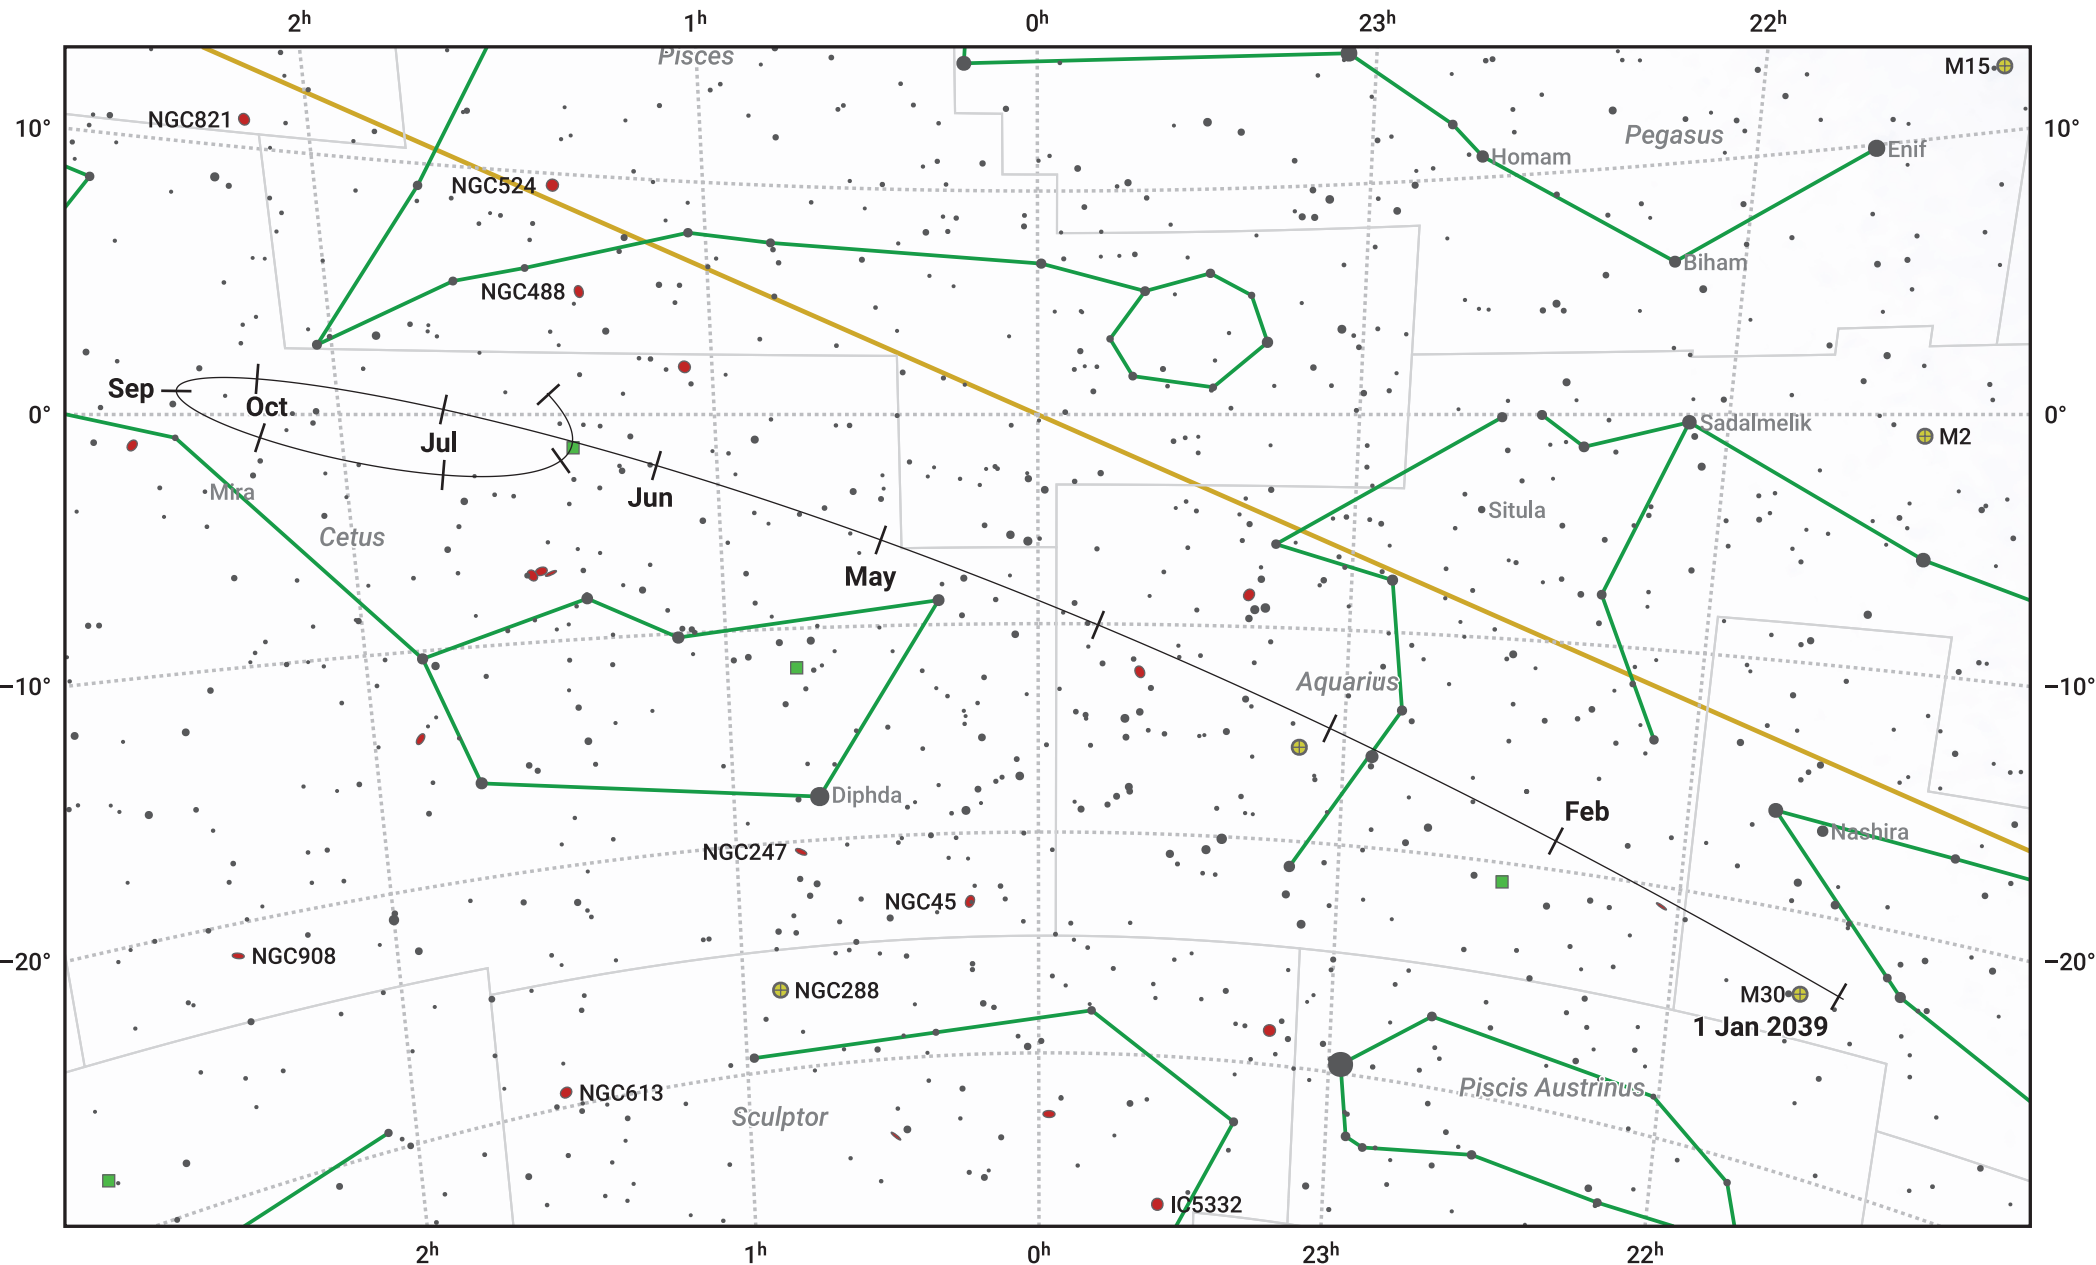 2h 1h 0h 23h 22h
Pisces
M15
NGC821
10°
10°
Pegasus
Homam
Enif
NGC524
Biham
NGC488
Sep
Oct
0°
0°
Sadalmelik
M2
Jul
Mira
Jun
Situla
Cetus
May
Aquarius
−10°
−10°
Diphda
Feb
Nashira
NGC247
NGC45
NGC908
−20°
−20°
NGC288
M30
1 Jan 2039
NGC613
Piscis Austrinus
Sculptor
IC5332
2h 1h 0h 23h 22h